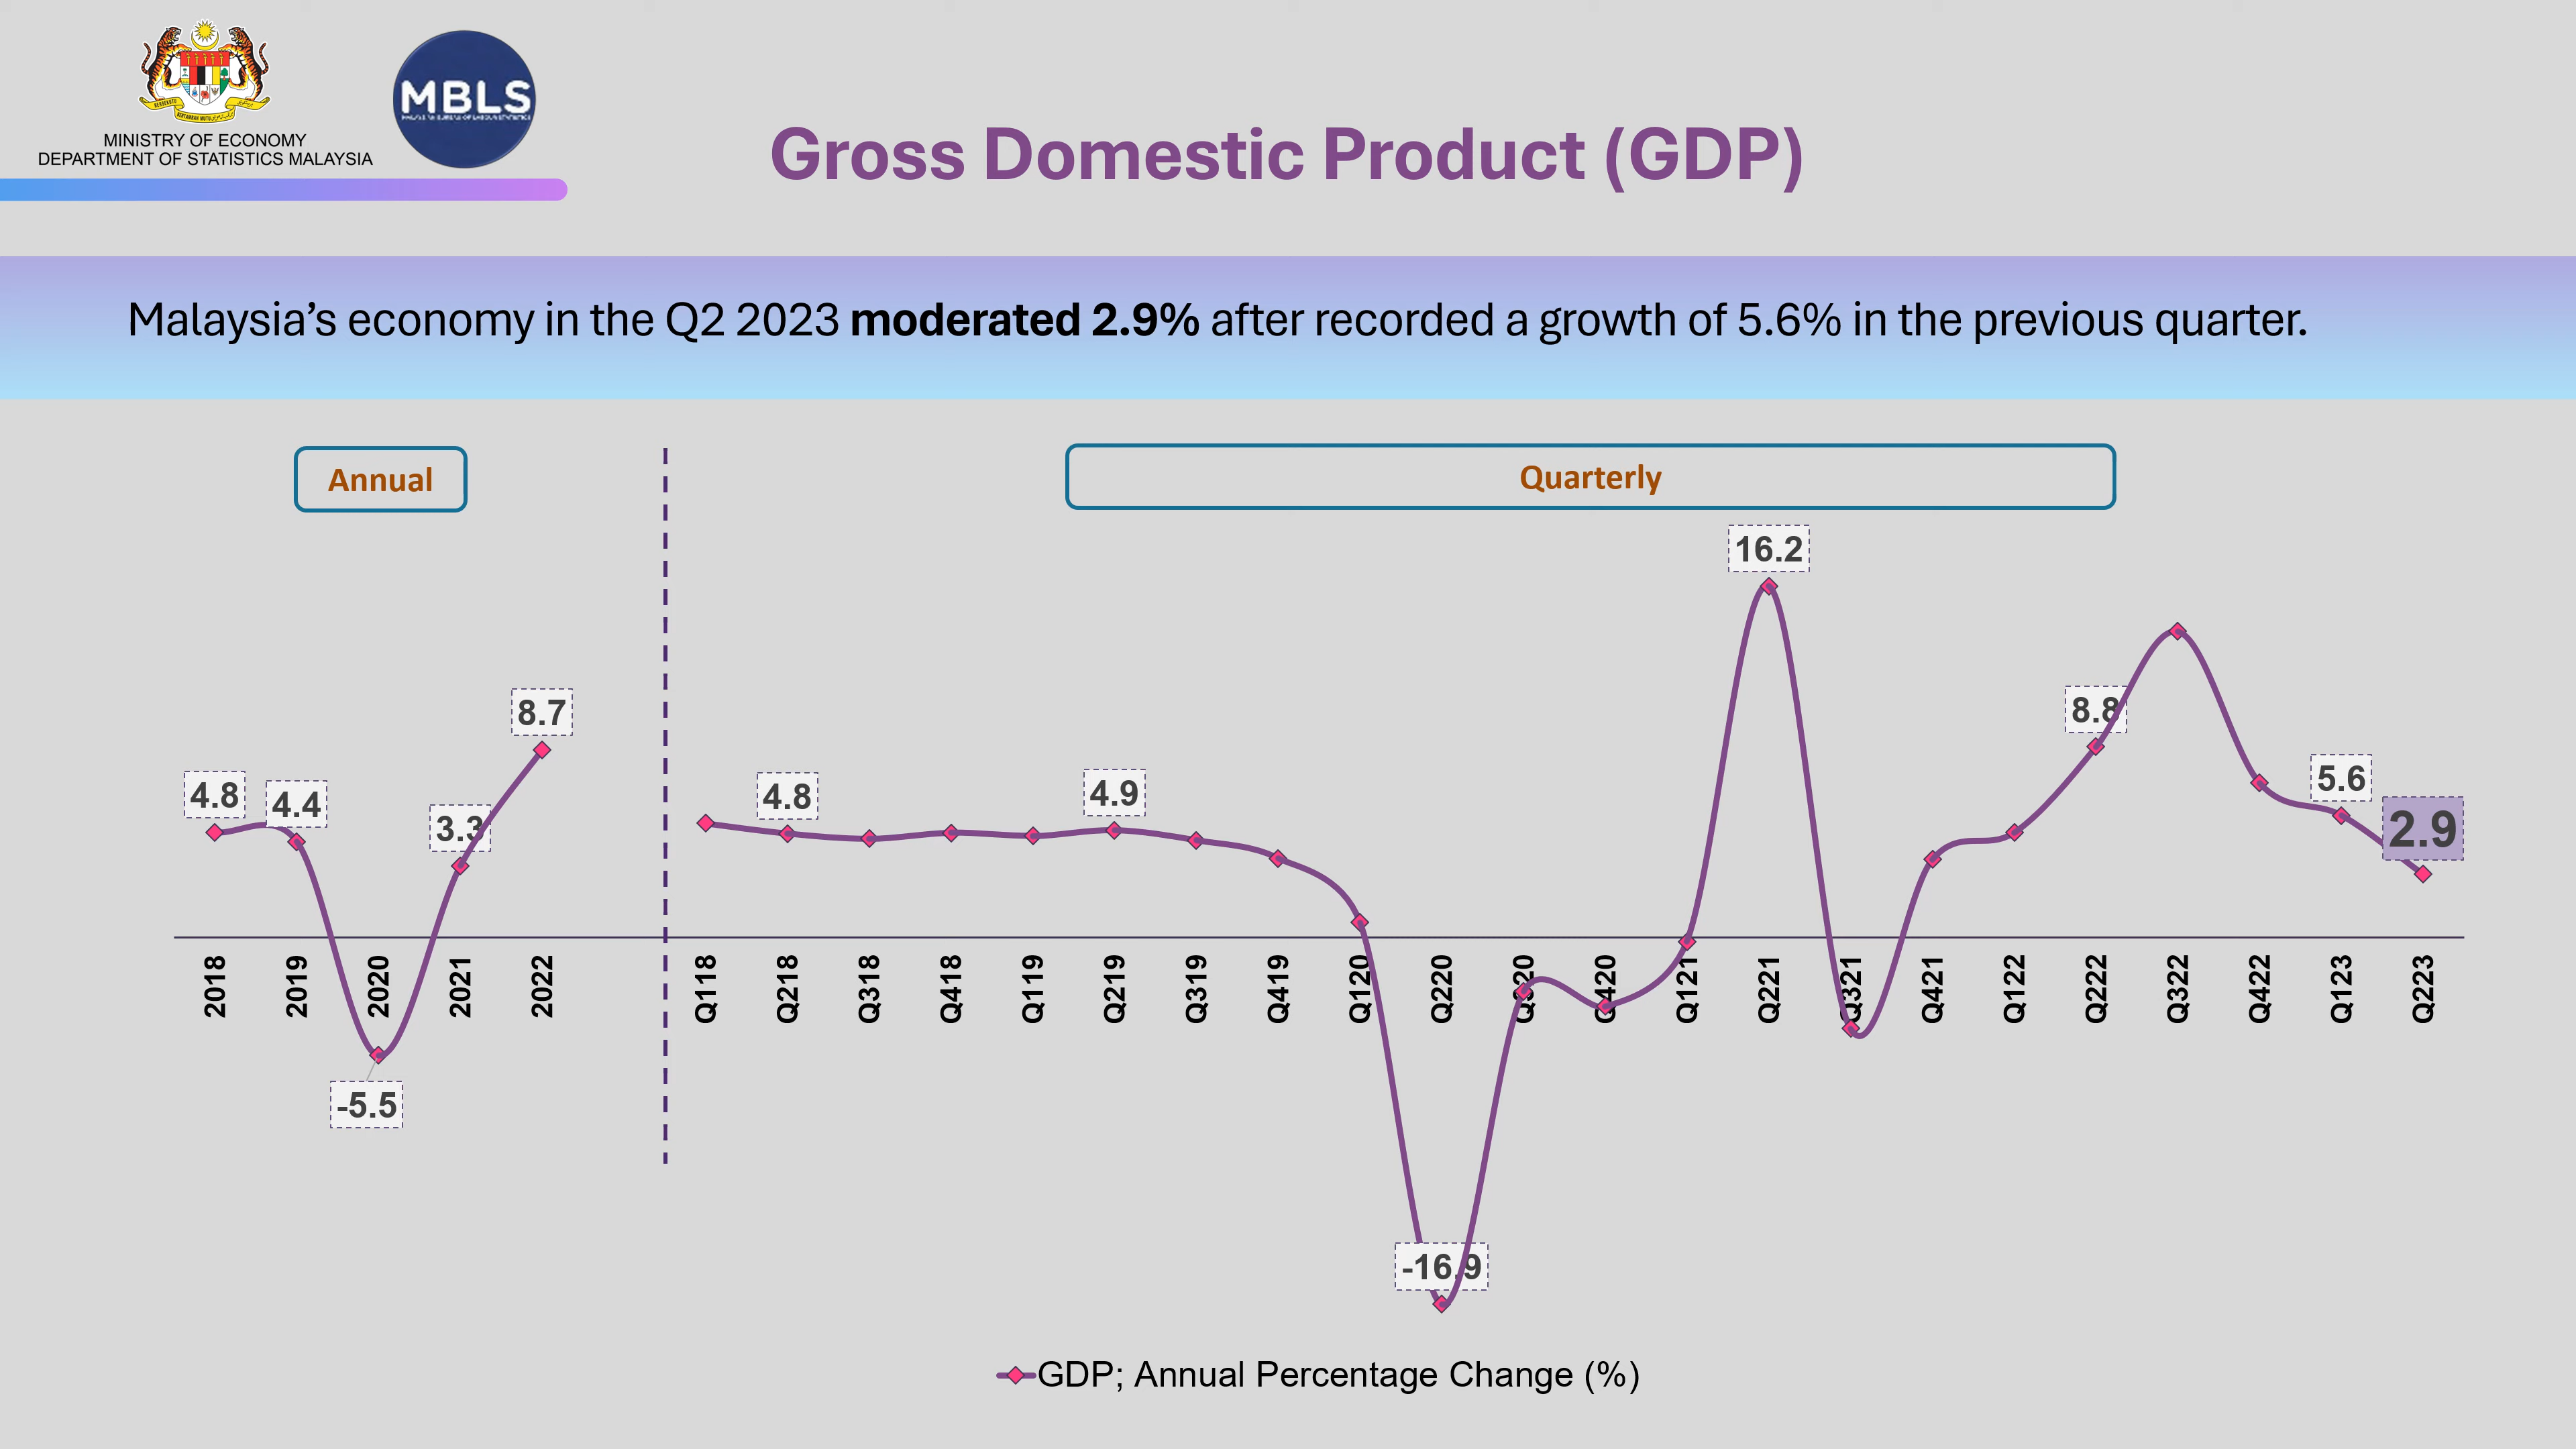 MINISTRY OF ECONOMY
DEPARTMENT OF STATISTICS MALAYSIA
MBLS
Gross Domestic Product (GDP)
Malaysia’s economy in the Q2 2023 moderated 2.9% after recorded a growth of 5.6% in the previous quarter.
Annual
Quarterly
4.8
4.4
-5.5
3.3
8.7
4.8
4.9
-16.9
16.2
8.8
5.6
2.9
2018
2019
2020
2021
2022
Q118
Q218
Q318
Q418
Q119
Q219
Q319
Q419
Q120
Q220
Q320
Q420
Q121
Q221
Q321
Q421
Q122
Q222
Q322
Q422
Q123
Q223
GDP; Annual Percentage Change (%)